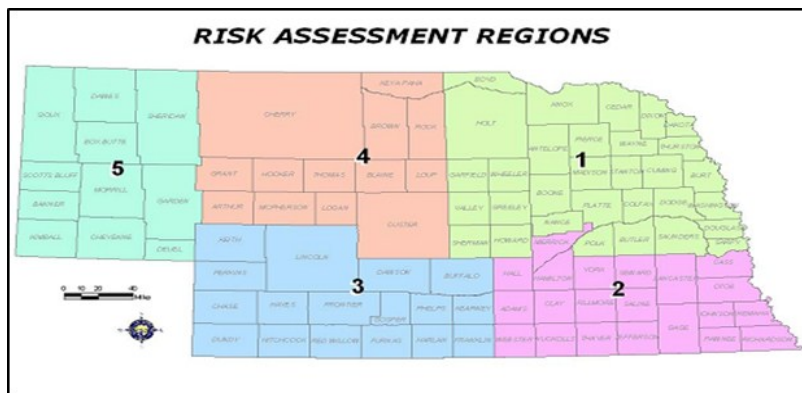 RISK ASSESSMENT REGIONS
SIOUX
DAWES
SHERIDAN
BOX BUTTE
SCOTTS BLUFF
MORRILL
GARDEN
BANNER
KIMBALL
CHEYENNE
DEUEL
5
CHERRY
KEYA PAHA
BROWN
ROCK
4
GRANT
HOOKER
THOMAS
BLAINE
LOUP
ARTHUR
MCPHERSON
LOGAN
CUSTER
BOYD
HOLT
KNOX
CEDAR
DIXON
DAKOTA
ANTELOPE
PIERCE
WAYNE
THURSTON
1
GARFIELD
WHEELER
MADISON
STANTON
CUMING
BURT
BOONE
VALLEY
GREELEY
PLATTE
COLFAX
DODGE
WASHINGTON
NANCE
DOUGLAS
SHERMAN
HOWARD
POLK
BUTLER
SAUNDERS
SARPY
KEITH
LINCOLN
PERKINS
DAWSON
BUFFALO
3
CHASE
HAYES
FRONTIER
GOSPER
PHELPS
KEARNEY
DUNDY
HITCHCOCK
RED WILLOW
FURNAS
HARLAN
FRANKLIN
MERRICK
HALL
HAMILTON
YORK
SEWARD
LANCASTER
CASS
OTOE
2
ADAMS
CLAY
FILLMORE
SALINE
GAGE
JOHNSON
NEMAHA
WEBSTER
NUCKOLLS
THAYER
JEFFERSON
PAWNEE
RICHARDSON